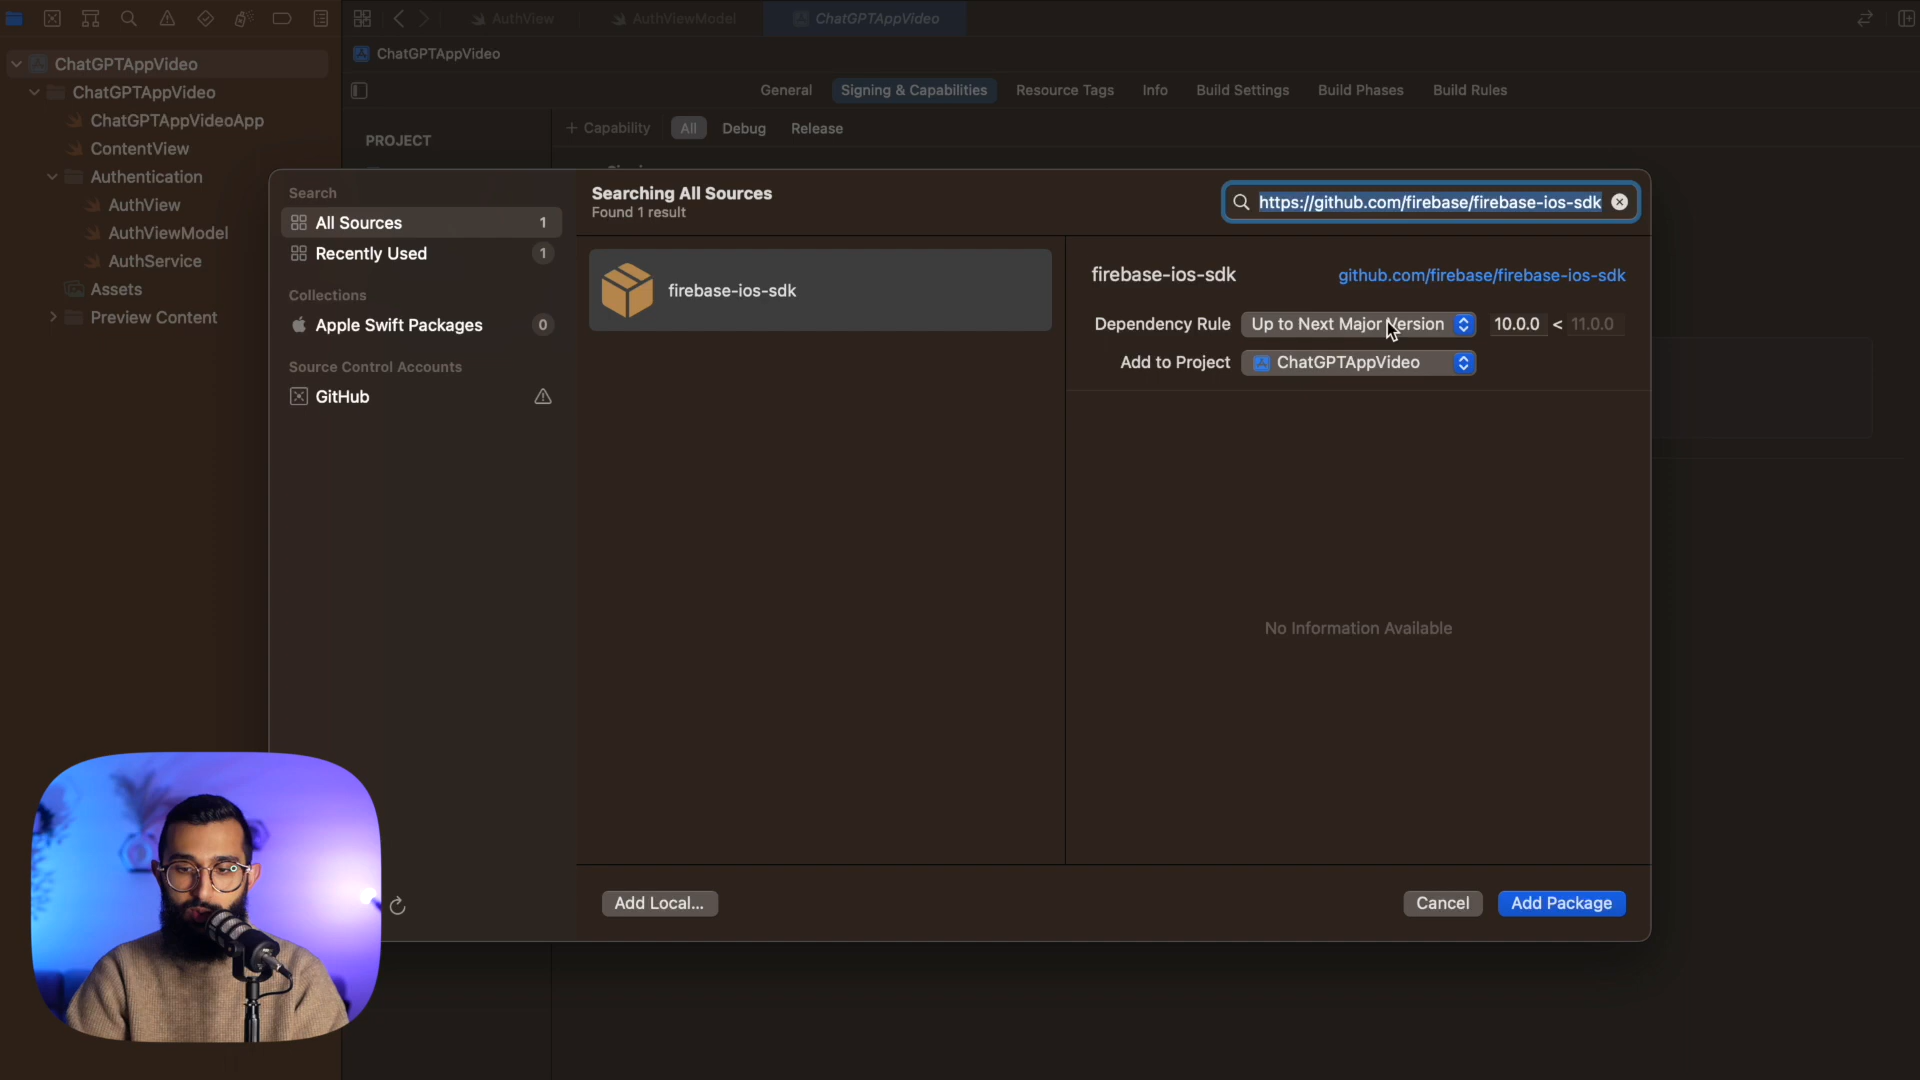 AuthView
AuthViewModel
ChatGPTAppVideo
ChatGPTAppVideo
ChatGPTAppVideo
ChatGPTAppVideo
ChatGPTAppVideoApp
ContentView
Authentication
AuthView
AuthViewModel
AuthService
Assets
Preview Content
General
Signing & Capabilities
Resource Tags
Info
Build Settings
Build Phases
Build Rules
PROJECT
+ Capability
All
Debug
Release
Search
All Sources 1
Recently Used 1
Collections
Apple Swift Packages 0
Source Control Accounts
GitHub
Searching All Sources
Found 1 result
https://github.com/firebase/firebase-ios-sdk
firebase-ios-sdk
firebase-ios-sdk
github.com/firebase/firebase-ios-sdk
Dependency Rule Up to Next Major Version 10.0.0 < 11.0.0
Add to Project ChatGPTAppVideo
No Information Available
Add Local...
Cancel
Add Package